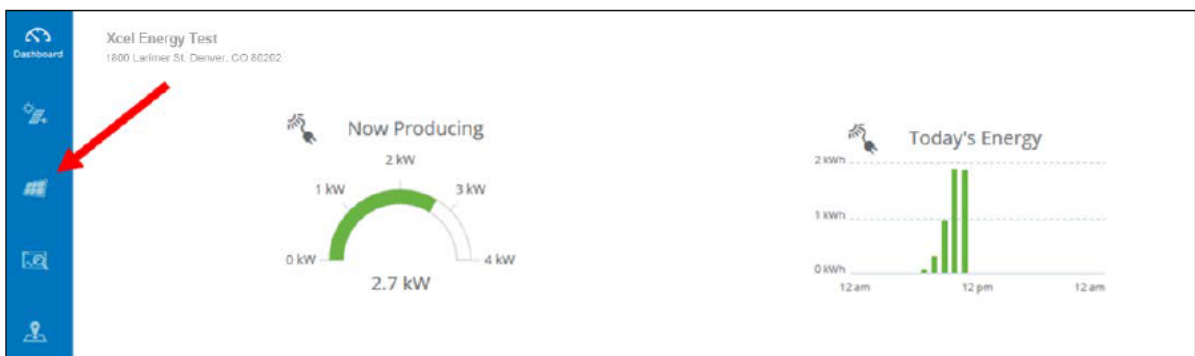 Dashboard
Xcel Energy Test
1800 Larimer St. Denver, CO 80202
Now Producing
2 kW
1 kW
3 kW
0 kW
4 kW
2.7 kW
Today's Energy
2 kWh
1 kWh
0 kWh
12 am
12 pm
12 am